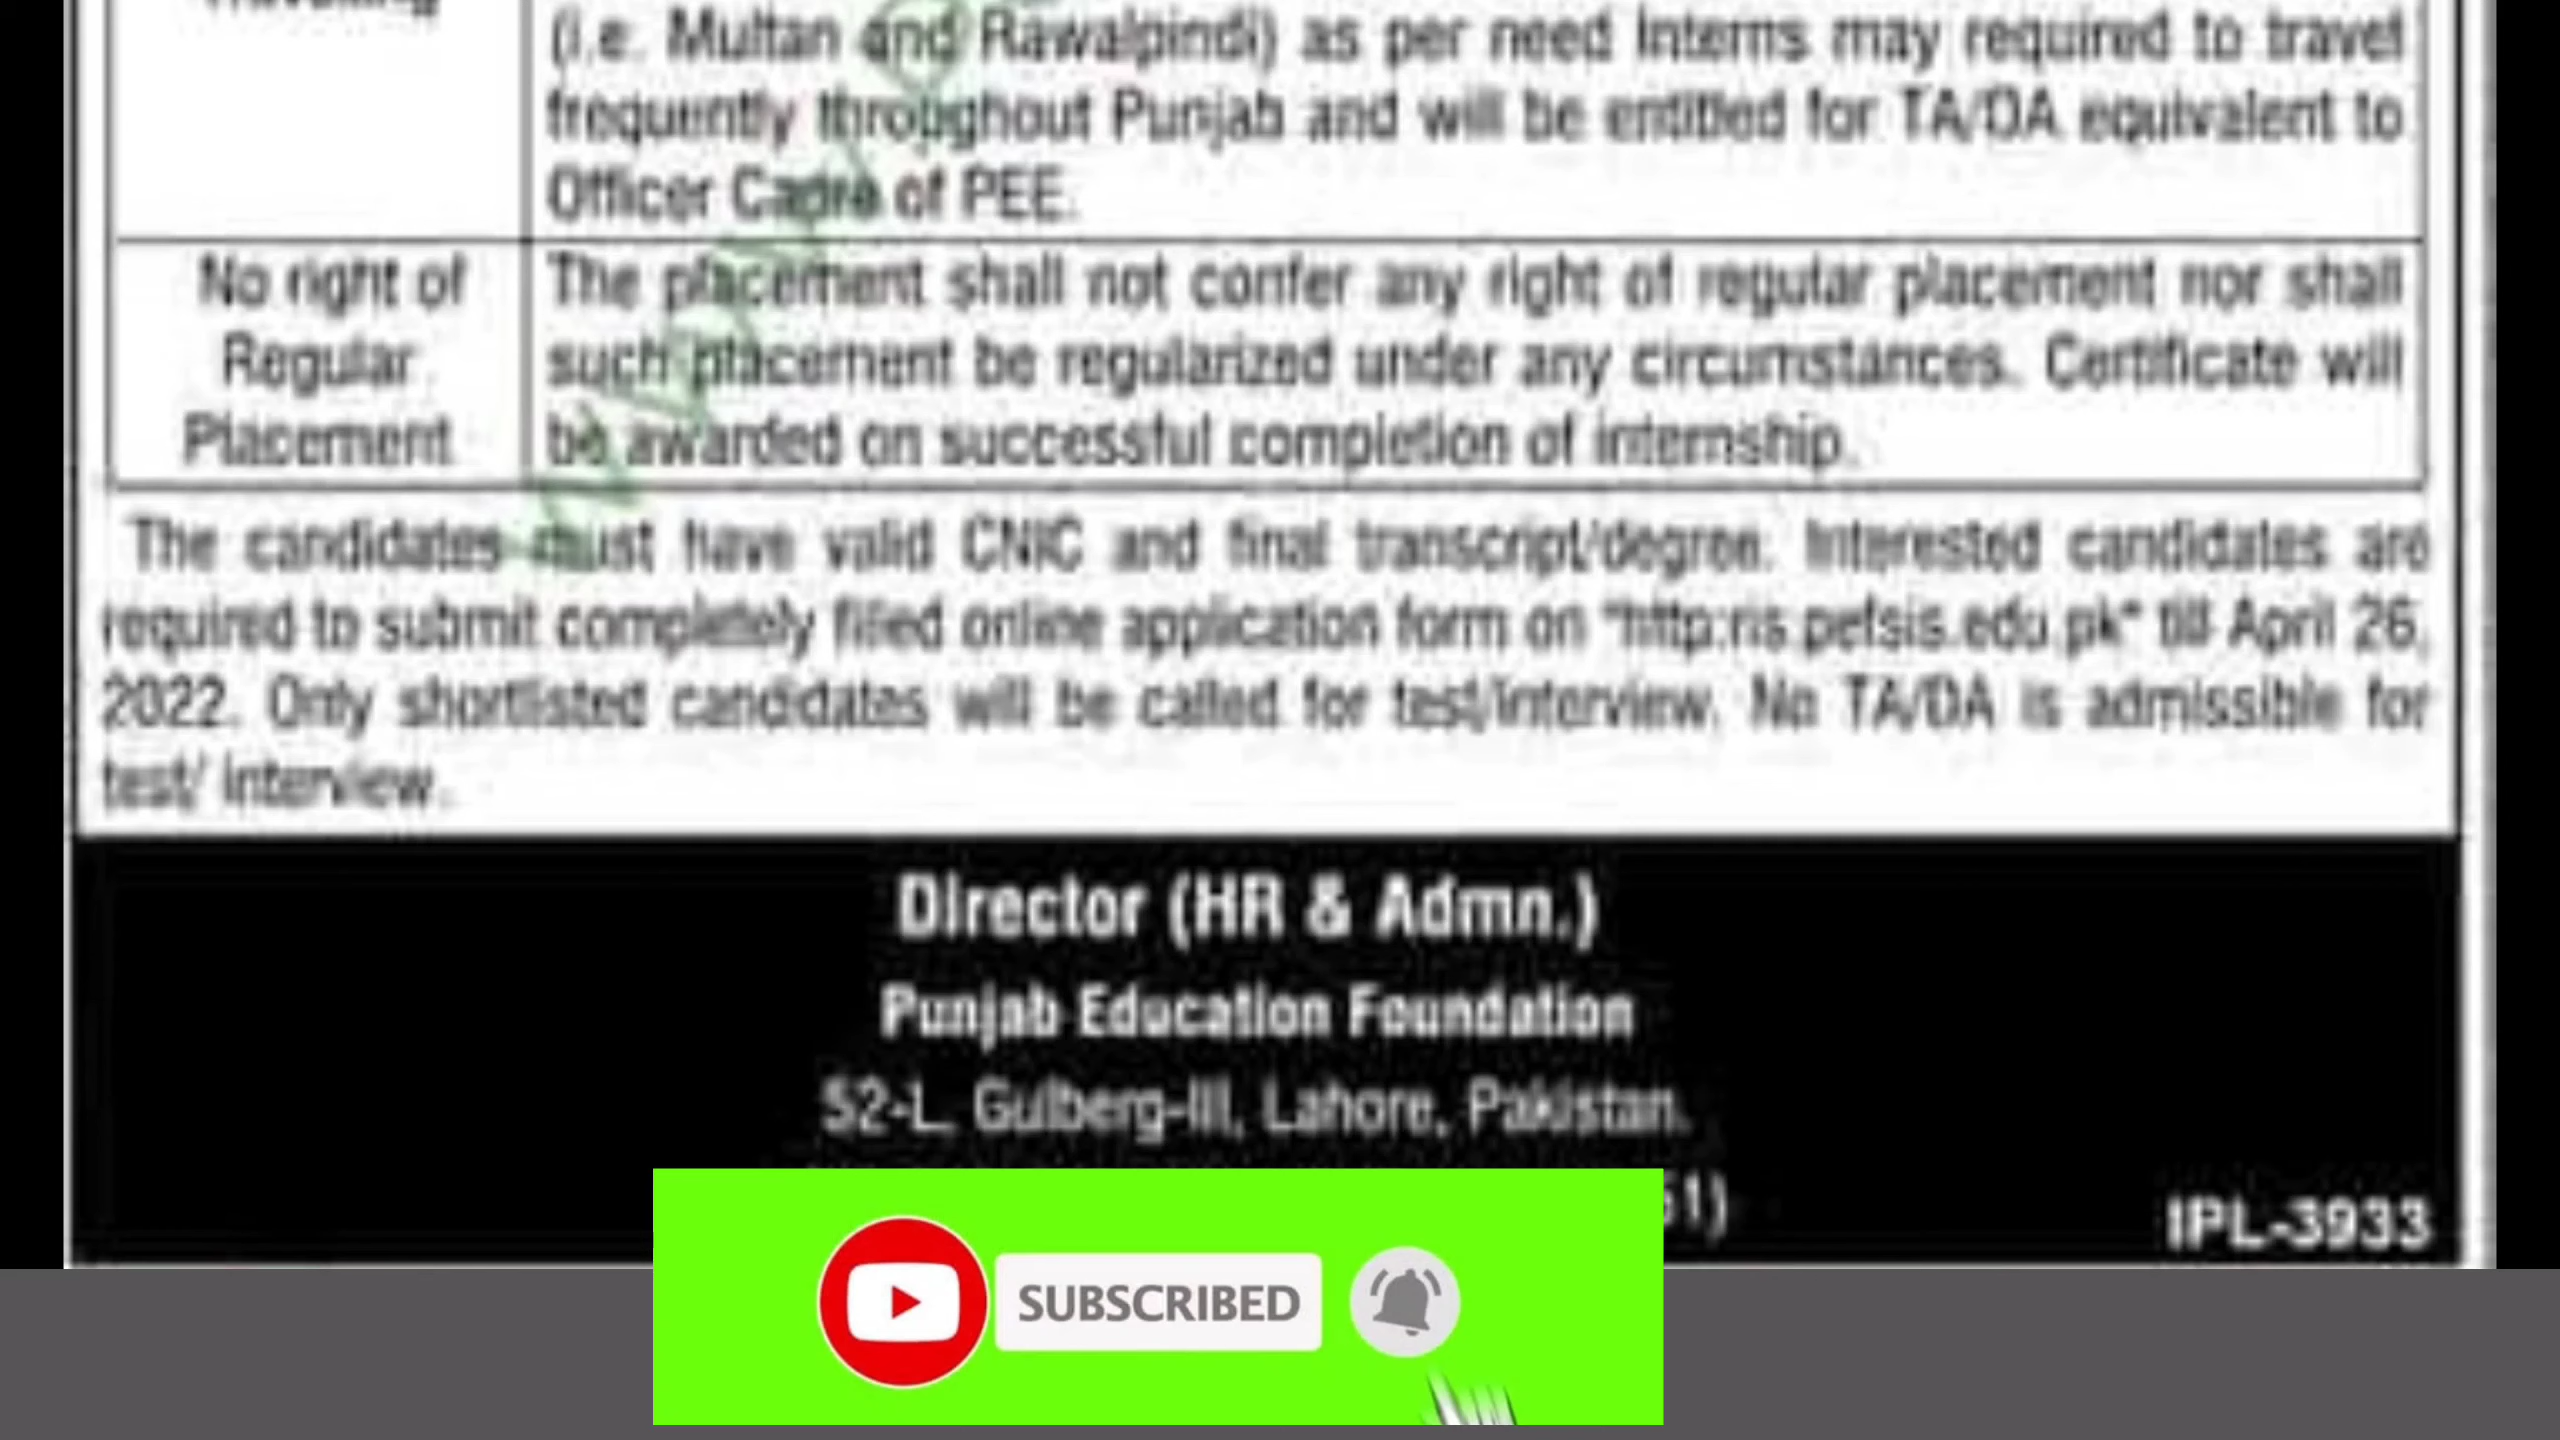 Travelling
(i.e. Multan and Rawalpindi) as per need Interns may required to travel
frequently throughout Punjab and will be entitled for TA/DA equivalent to
Officer Cadre of PEE.
No right of
Regular
Placement
The placement shall not confer any right of regular placement nor shall
such placement be regularized under any circumstances. Certificate will
be awarded on successful completion of internship.
The candidates must have valid CNIC and final transcript/degree. Interested candidates are
required to submit completely filled online application form on "http:ris.pefsis.edu.pk" till April 26,
2022. Only shortlisted candidates will be called for test/interview. No TA/DA is admissible for
test/ interview.
Director (HR & Admn.)
Punjab Education Foundation
52-L, Gulberg-III, Lahore, Pakistan.
51)
IPL-3933
SUBSCRIBED